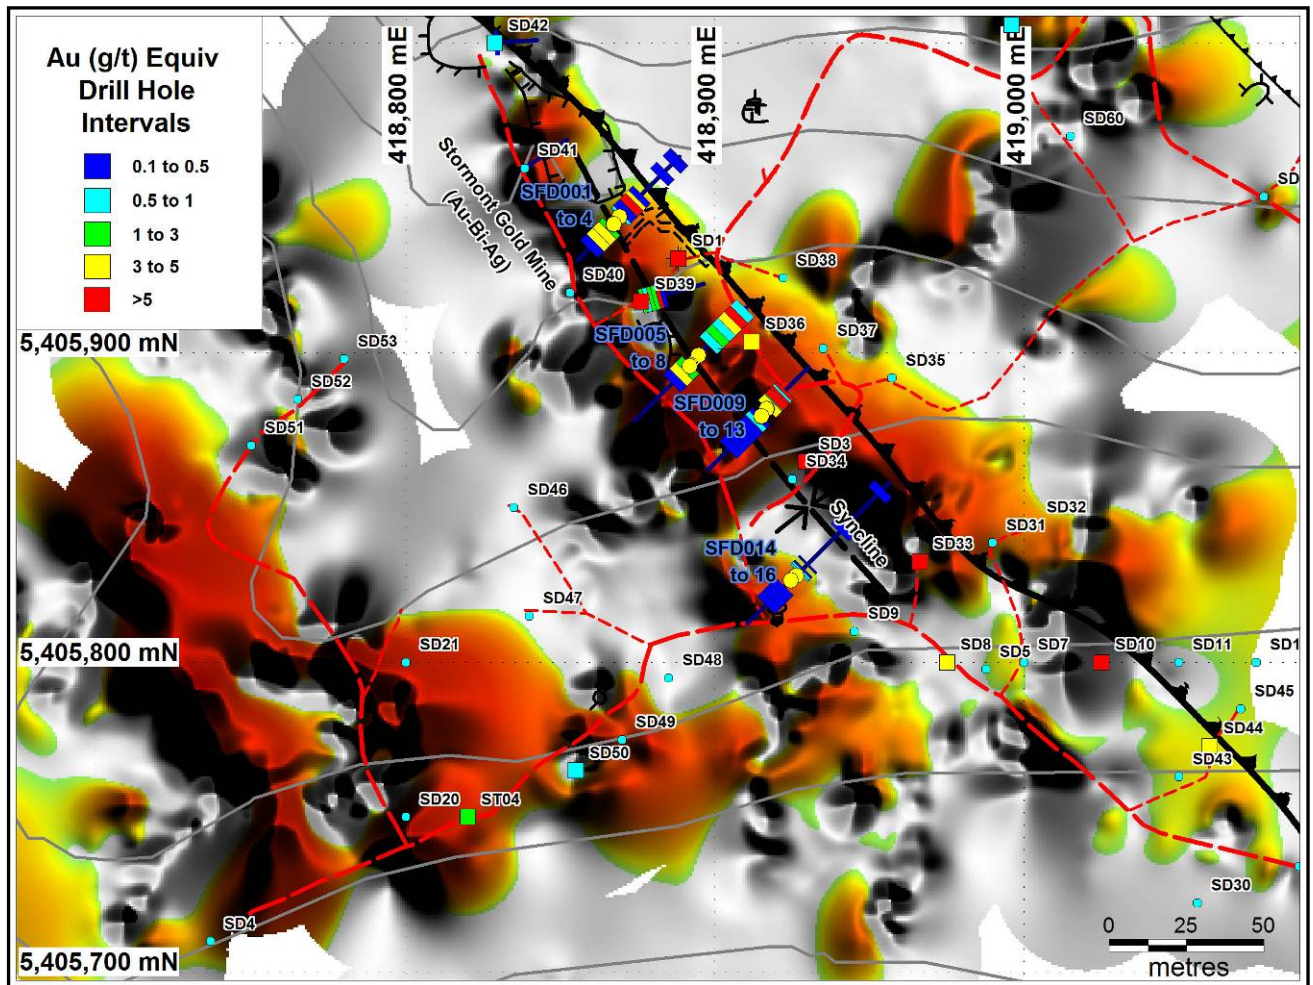 Au (g/t) Equiv
Drill Hole
Intervals
0.1 to 0.5
0.5 to 1
1 to 3
3 to 5
>5
418,800 mE
418,900 mE
419,000 mE
SD42
SD60
SD
SD41
Stormont Gold Mine
(Au-Bi-Ag)
SFD001
to 4
SD1
SD40
SD39
SD38
SD36
SD37
SD35
5,405,900 mN
SD53
SD52
SD51
SFD005
to 8
SFD009
to 13
SD3
SD34
SD46
Syncline
SD32
SD31
SD33
SFD014
to 16
SD47
SD9
5,405,800 mN
SD21
SD48
SD8
SD5
SD7
SD10
SD11
SD1
SD45
SD49
SD44
SD50
SD43
SD20
ST04
SD30
SD4
5,405,700 mN
0
25
50
metres